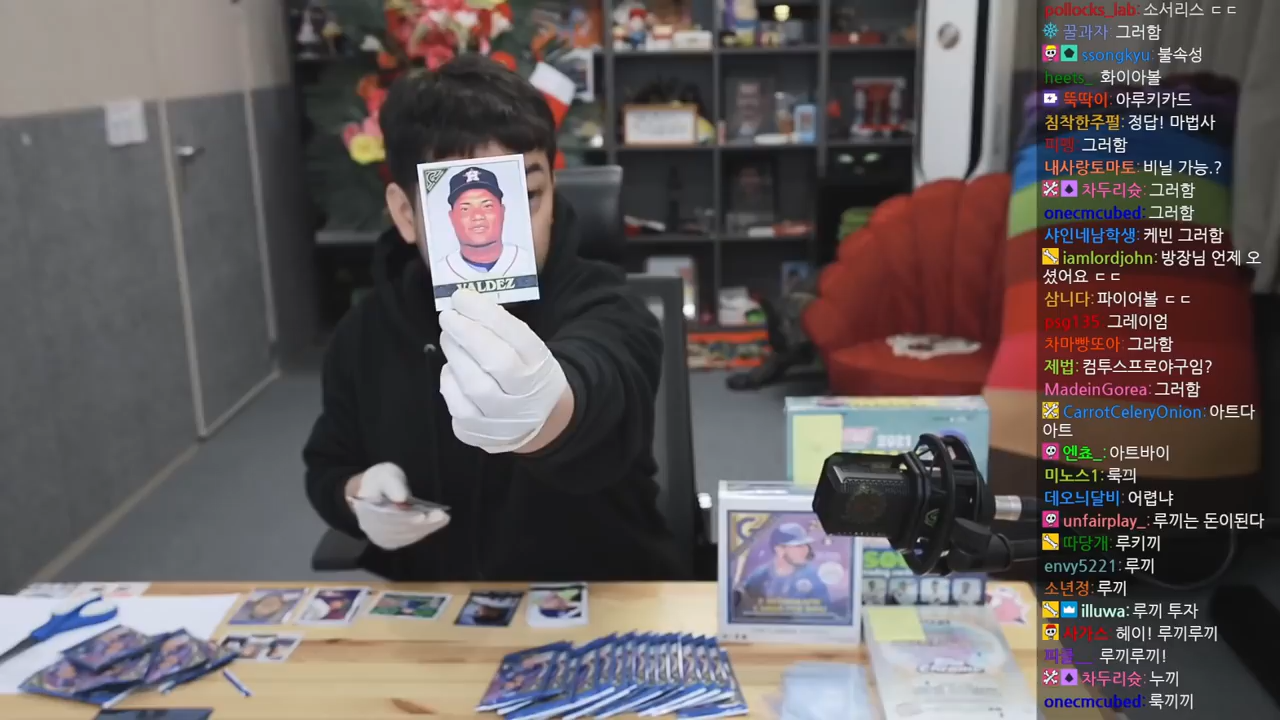 VALDEZ
2021
pollocks_lab: 소서리스 ㄷㄷ
꿀과자: 그러함
ssongkyu: 불속성
heets_: 화이아볼
뚝딱이: 아루키카드
침착한주펄: 정답! 마법사
미펭: 그러함
내사랑토마토: 비닐 가능.?
차두리슛: 그러함
onecmcubed: 그러함
샤인네남학생: 케빈 그러함
iamlordjohn: 방장님 언제 오
셨어요 ㄷㄷ
삼니다: 파이어볼 ㄷㄷ
psg135: 그레이엄
차마빵또아: 그라함
제법: 컴투스프로야구임?
MadeinGorea: 그러함
CarrotCeleryOnion: 아트다
아트
엔쵸_: 아트바이
미노스1: 룩끠
데오늬달비: 어렵냐
unfairplay_: 루끼는 돈이된다
따당개: 루키끼
envy5221: 루끼
소년정: 루끼
illuwa: 루끼 투자
사가스: 헤이! 루끼루끼
루끼루끼!
차두리슛: 누끼
onecmcubed: 룩끼끼